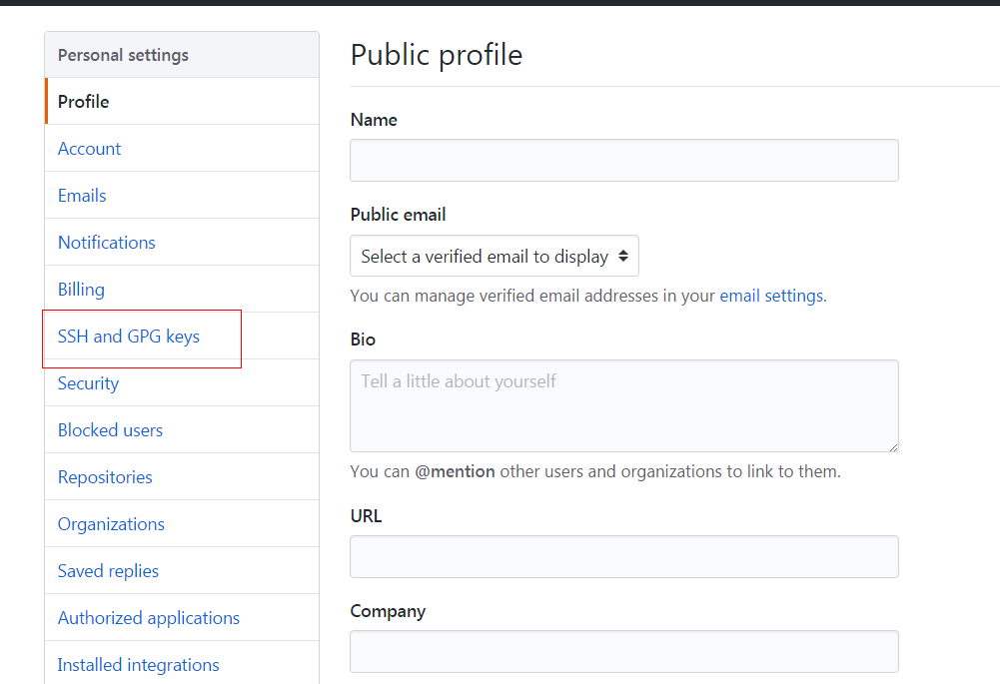 Personal settings
Profile
Account
Emails
Notifications
Billing
SSH and GPG keys
Security
Blocked users
Repositories
Organizations
Saved replies
Authorized applications
Installed integrations
Public profile
Name
Public email
Select a verified email to display
You can manage verified email addresses in your email settings.
Bio
Tell a little about yourself
You can @mention other users and organizations to link to them.
URL
Company